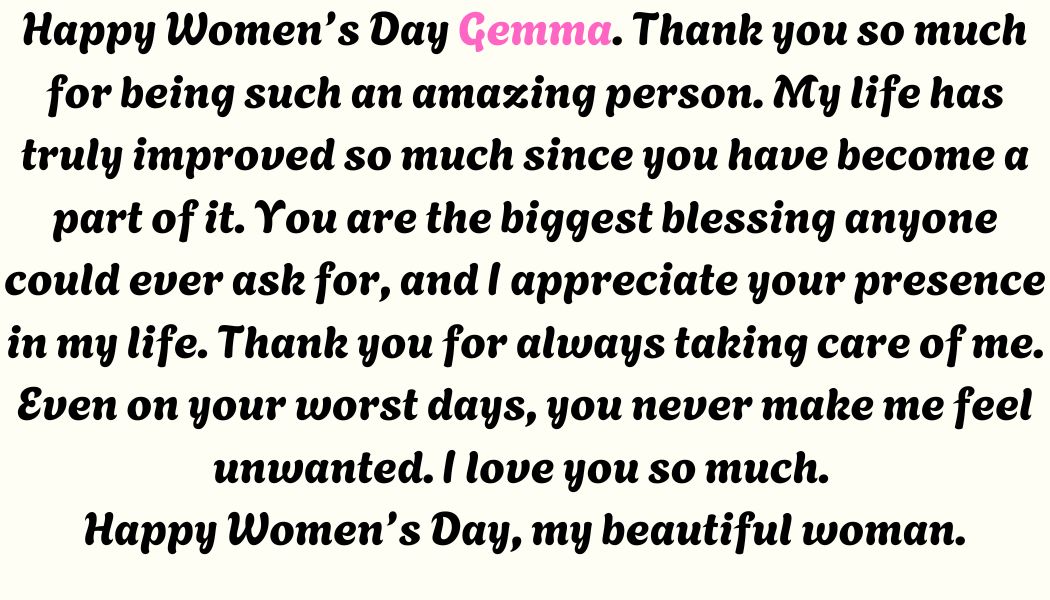 Happy Women’s Day Gemma. Thank you so much
for being such an amazing person. My life has
truly improved so much since you have become a
part of it. You are the biggest blessing anyone
could ever ask for, and I appreciate your presence
in my life. Thank you for always taking care of me.
Even on your worst days, you never make me feel
unwanted. I love you so much.
Happy Women’s Day, my beautiful woman.